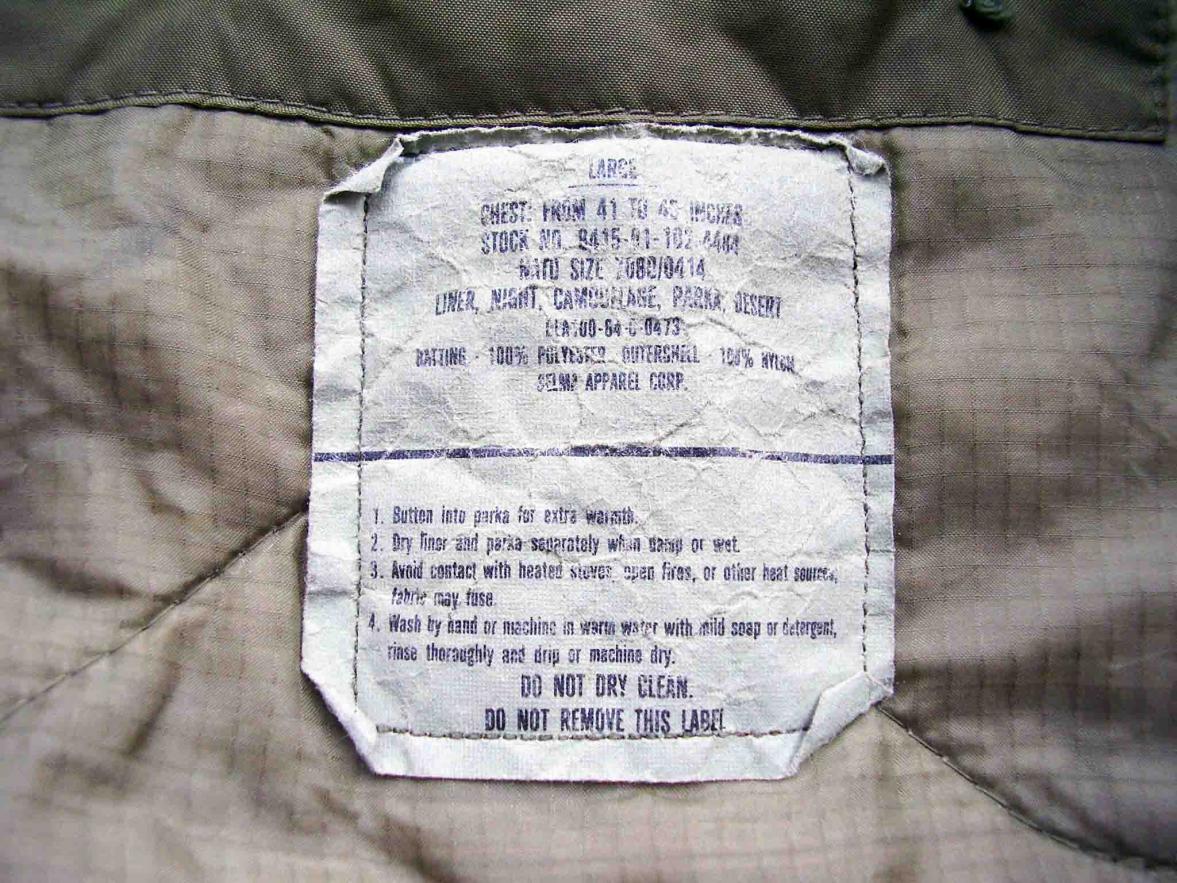 LARGE
CHEST: FROM 41 TO 45 INCHES
STOCK NO. 8415-01-102-
NATO SIZE 7080/0414
LINER, NIGHT, CAMOUFLAGE, PARKA, DESERT
BATTING - 100% POLYESTER OUTERSHELL - 100% NYLON
SELMA APPAREL CORP.
1. Button into parka for extra warmth.
2. Dry liner and parka separately when damp or wet.
3. Avoid contact with heated stoves, open fires, or other heat sources,
fabric may fuse.
4. Wash by hand or machine in warm water with mild soap or detergent,
rinse thoroughly and drip or machine dry.
DO NOT DRY CLEAN.
DO NOT REMOVE THIS LABEL